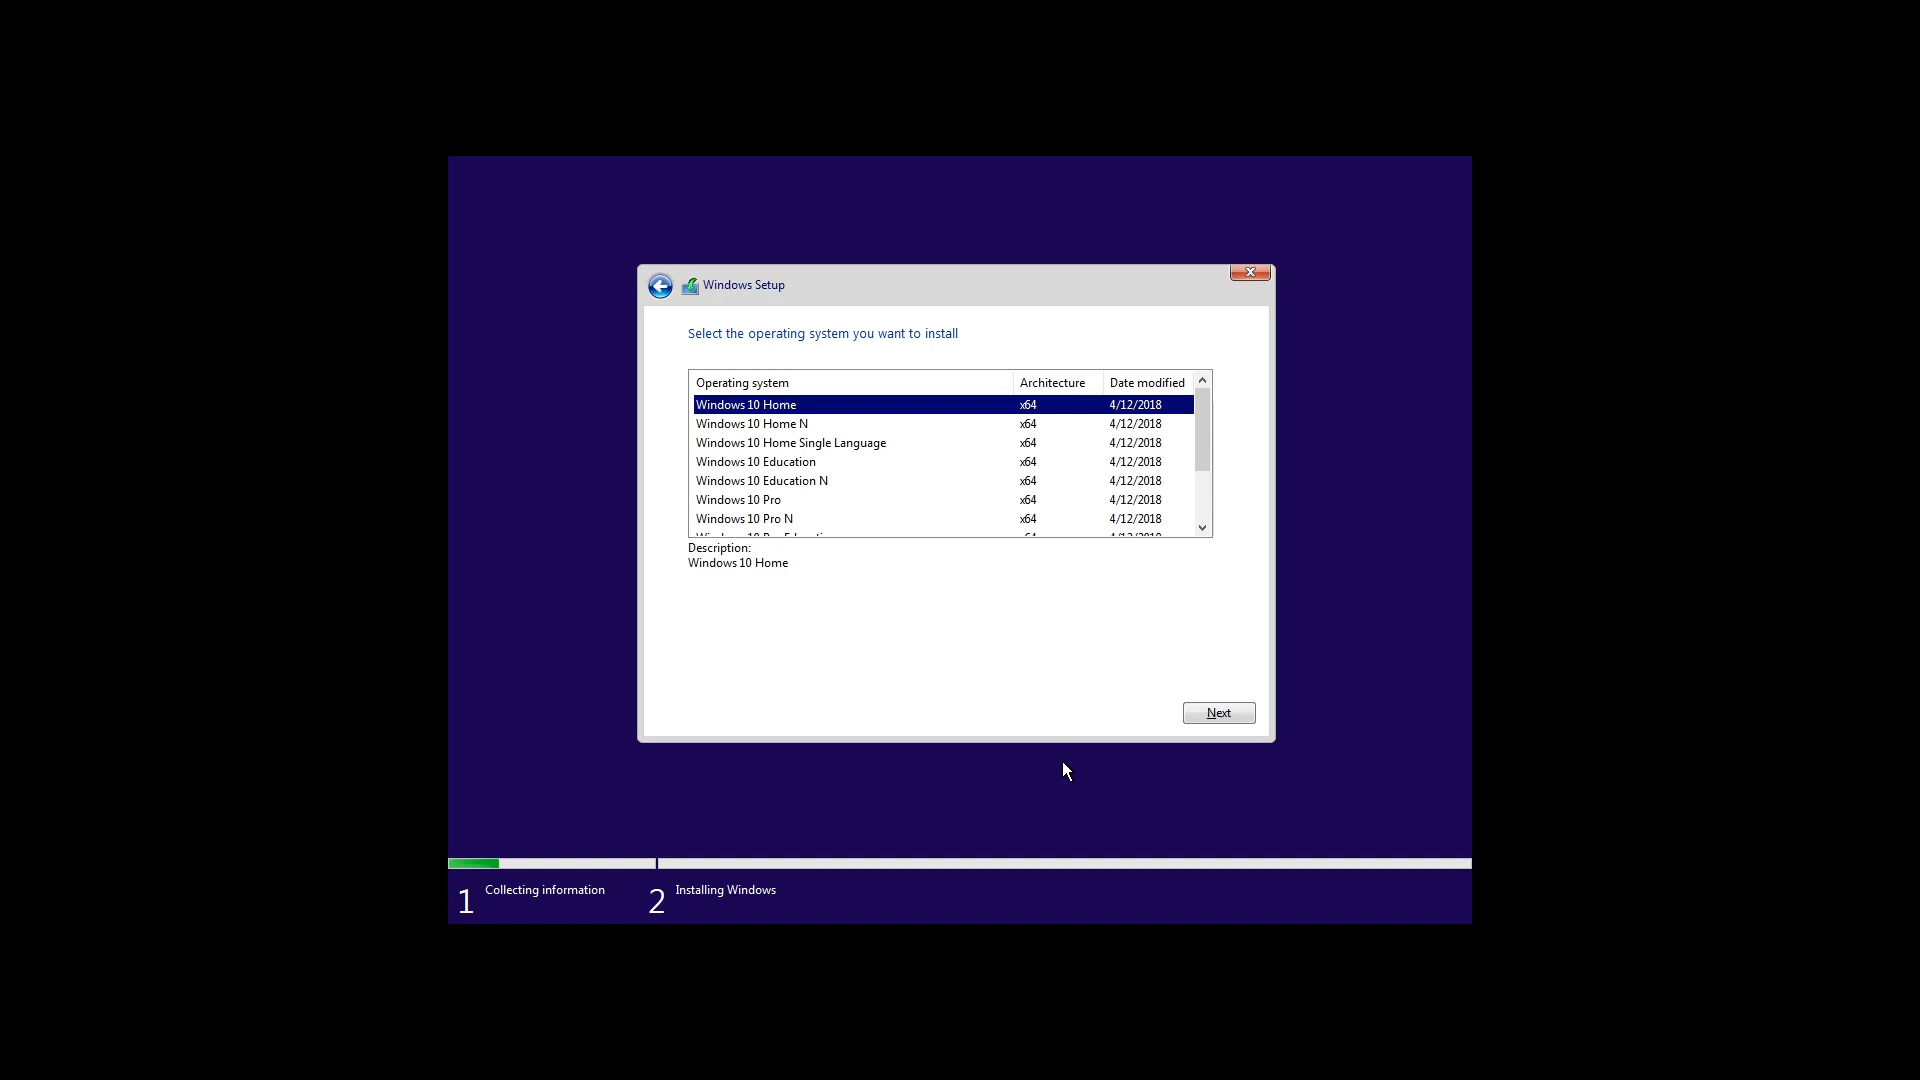 Windows Setup
Select the operating system you want to install
Operating system Architecture Date modified
Windows 10 Home x64 4/12/2018
Windows 10 Home N x64 4/12/2018
Windows 10 Home Single Language x64 4/12/2018
Windows 10 Education x64 4/12/2018
Windows 10 Education N x64 4/12/2018
Windows 10 Pro x64 4/12/2018
Windows 10 Pro N x64 4/12/2018
Description:
Windows 10 Home
Next
1 Collecting information 2 Installing Windows